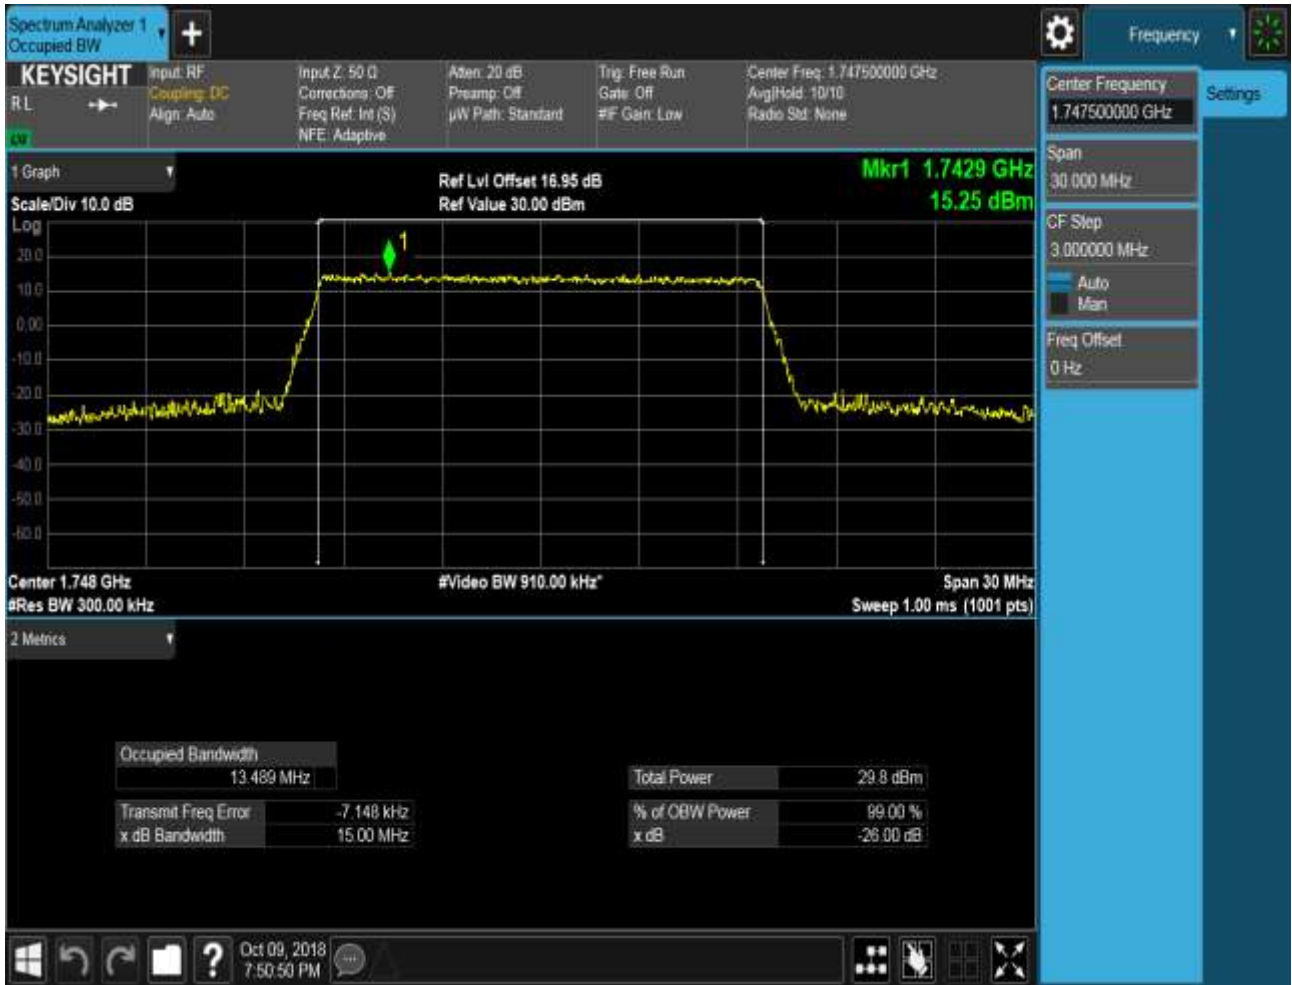 Spectrum Analyzer 1
Occupied BW
Frequency
KEYSIGHT
RL
Input: RF
Coupling: DC
Align: Auto
Input Z: 50 Ω
Corrections: Off
Freq Ref: Int (S)
NFE: Adaptive
Atten: 20 dB
Preamp: Off
µW Path: Standard
Trig: Free Run
Gate: Off
#IF Gain: Low
Center Freq: 1.747500000 GHz
Avg|Hold: 10/10
Radio Std: None
Center Frequency
1.747500000 GHz
Settings
Span
30.000 MHz
CF Step
3.000000 MHz
Auto
Man
Freq Offset
0 Hz
1 Graph
Scale/Div 10.0 dB
Ref Lvl Offset 16.95 dB
Ref Value 30.00 dBm
Mkr1 1.7429 GHz
15.25 dBm
Log
1
20.0
10.0
0.00
-10.0
-20.0
-30.0
-40.0
-50.0
-60.0
Center 1.748 GHz
#Res BW 300.00 kHz
#Video BW 910.00 kHz*
Span 30 MHz
Sweep 1.00 ms (1001 pts)
2 Metrics
Occupied Bandwidth
13.489 MHz
Transmit Freq Error -7.148 kHz
x dB Bandwidth 15.00 MHz
Total Power 29.8 dBm
% of OBW Power 99.00 %
x dB -26.00 dB
?
Oct 09, 2018
7:50:50 PM